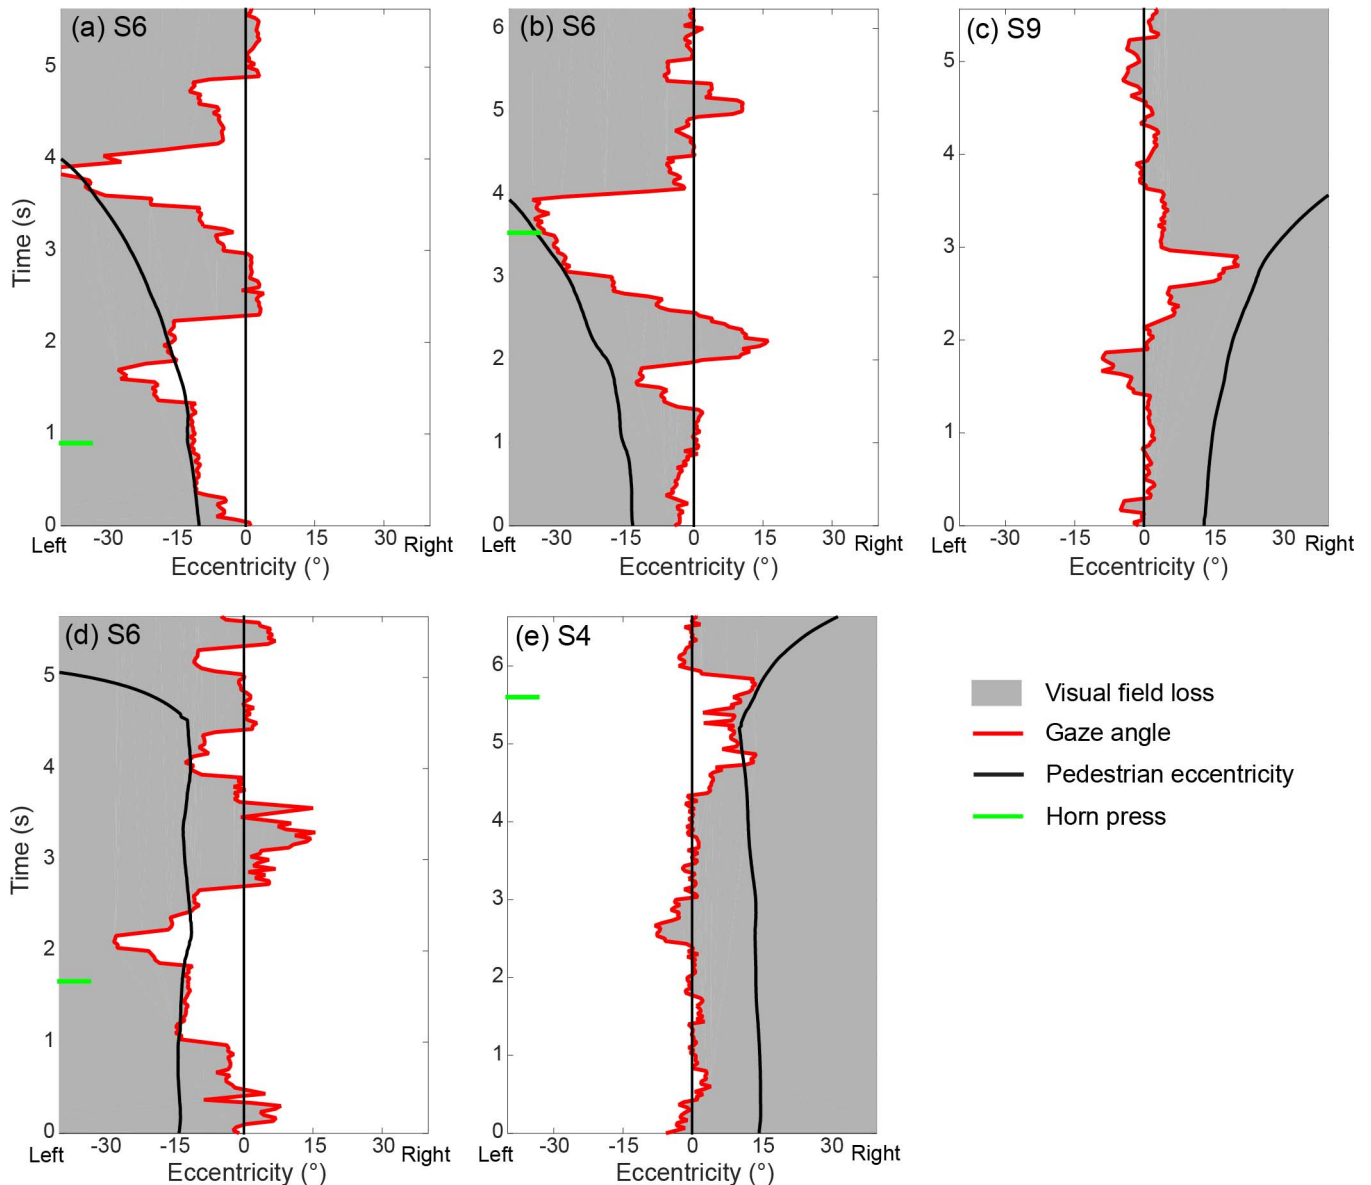 (a) S6
5
4
3
2
1
0
Time (s)
Left
-30
-15
0
15
30
Right
Eccentricity (°)
(b) S6
6
5
4
3
2
1
0
Left
-30
-15
0
15
30
Right
Eccentricity (°)
(c) S9
5
4
3
2
1
0
Left
-30
-15
0
15
30
Right
Eccentricity (°)
(d) S6
5
4
3
2
1
0
Time (s)
Left
-30
-15
0
15
30
Right
Eccentricity (°)
(e) S4
6
5
4
3
2
1
0
Left
-30
-15
0
15
30
Right
Eccentricity (°)
Visual field loss
Gaze angle
Pedestrian eccentricity
Horn press